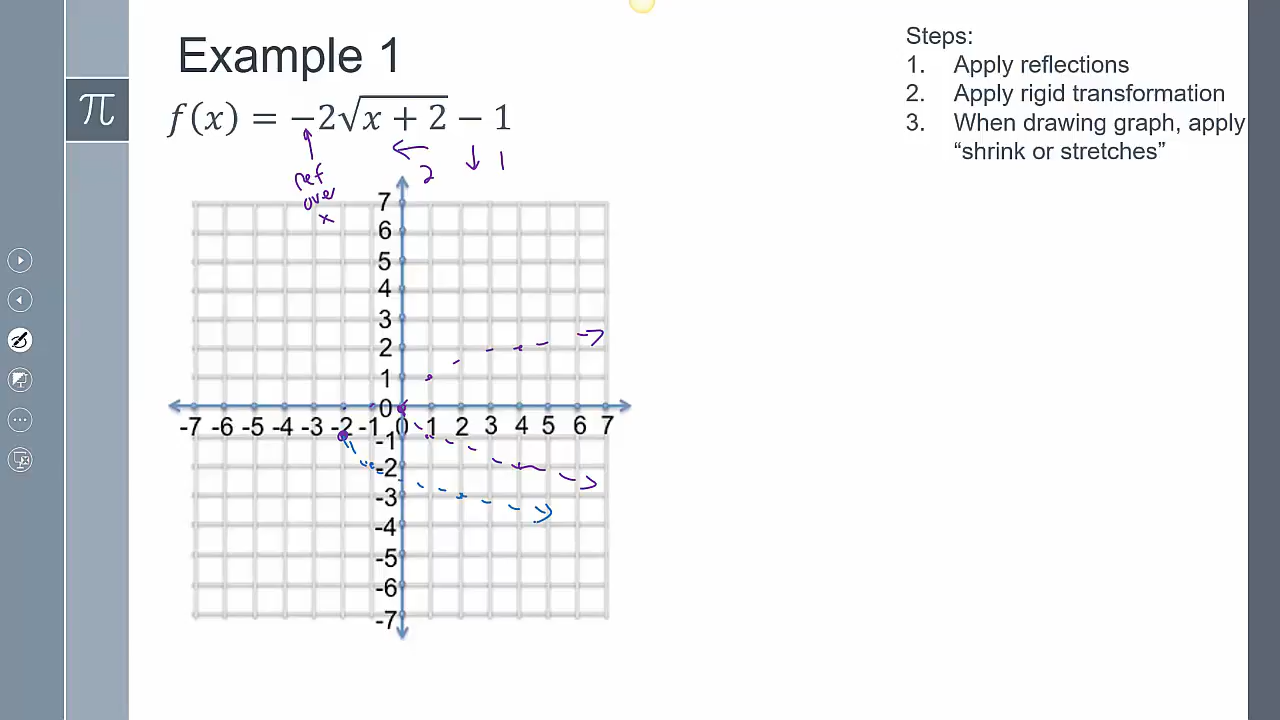 Example 1
π
f(x) = −2√x + 2 − 1
2
1
ref
over
x
Steps:
1. Apply reflections
2. Apply rigid transformation
3. When drawing graph, apply
“shrink or stretches”
7
6
5
4
3
2
1
0
-7 -6 -5 -4 -3 -2 -1 0 1 2 3 4 5 6 7
-1
-2
-3
-4
-5
-6
-7